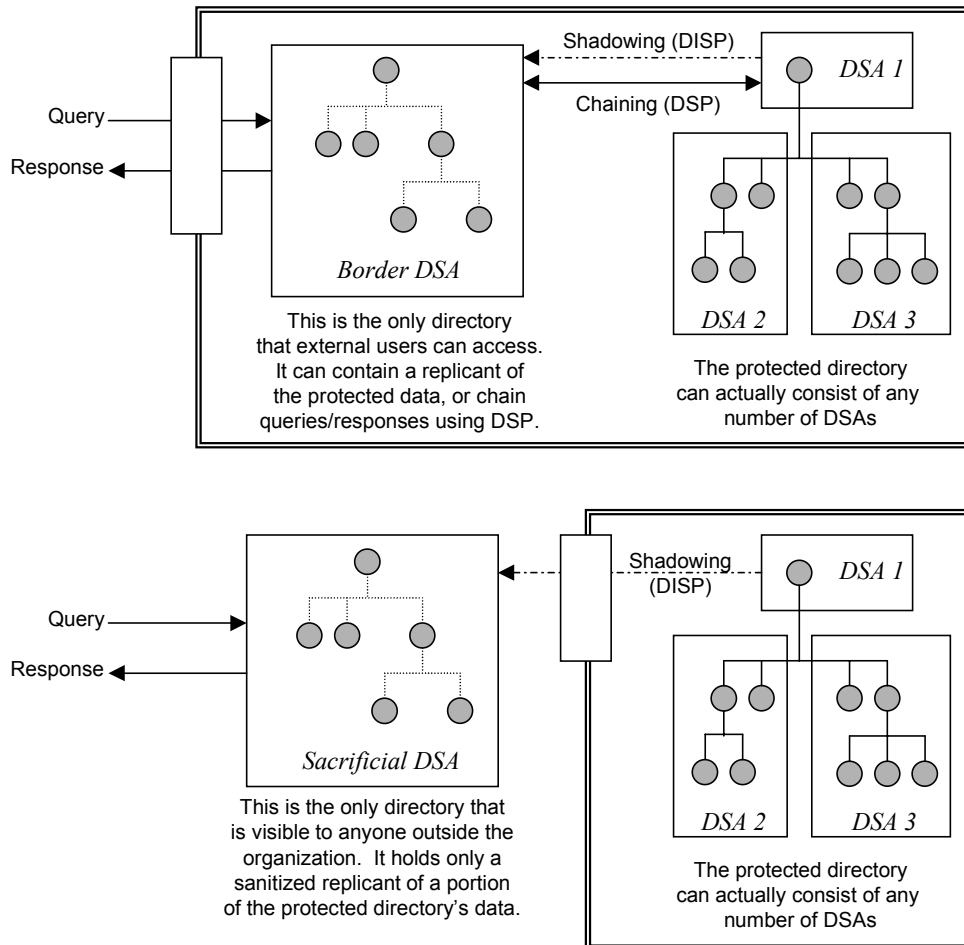 Shadowing (DISP)
DSA 1
Chaining (DSP)
Query
Response
Border DSA
DSA 2
DSA 3
This is the only directory
that external users can access.
It can contain a replicant of
the protected data, or chain
queries/responses using DSP.
The protected directory
can actually consist of any
number of DSAs
Shadowing
(DISP)
DSA 1
Query
Response
Sacrificial DSA
DSA 2
DSA 3
This is the only directory that
is visible to anyone outside the
organization.  It holds only a
sanitized replicant of a portion
of the protected directory's data.
The protected directory
can actually consist of any
number of DSAs